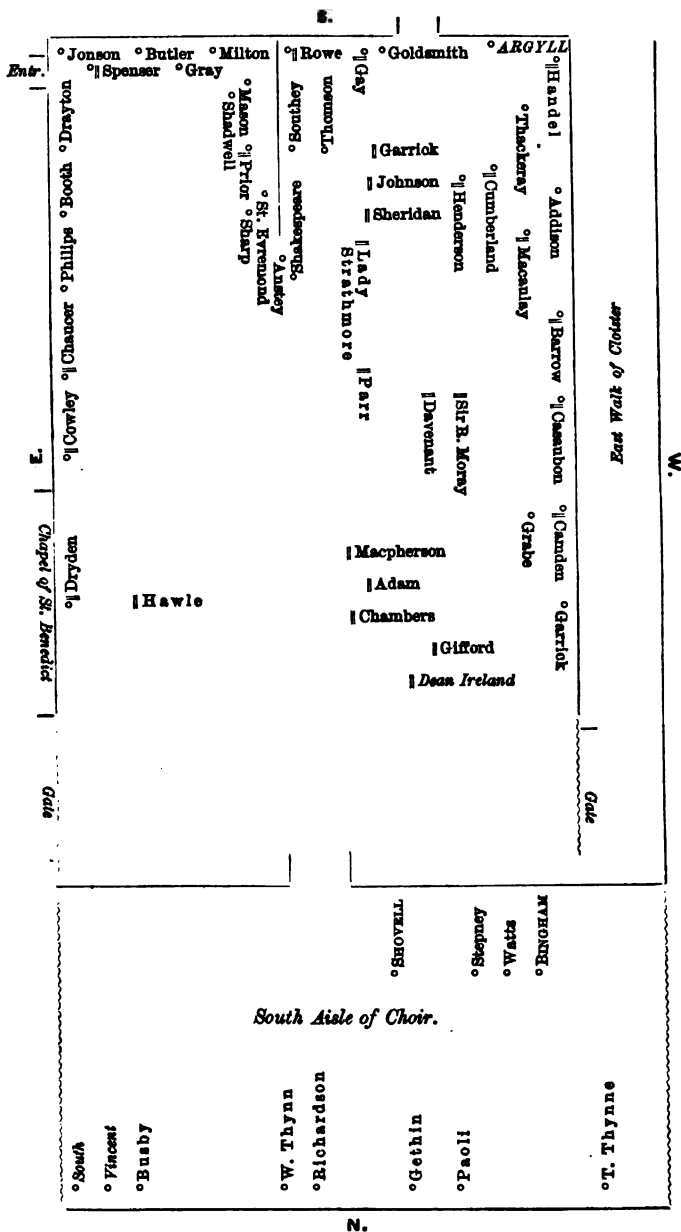 S.
°Jonson °Butler °Milton
°||Rowe
°||Gay
°Goldsmith
°ARGYLL
Entr.
°||Spenser °Gray
°||Handel
°Drayton
°Booth
°Philips
°||Chaucer
°||Cowley
°Mason
°Shadwell
°||Prior
°Sharp
°St. Evremond
°Anstey
°Southey
°Shakespeare
°Thomson
||Garrick
||Johnson
||Sheridan
°||Henderson
°||Cumberland
°Thackeray
°Macaulay
°Addison
||Lady Strathmore
||Parr
||Davenant
||Sir R. Moray
°||Barrow
°||Casaubon
°||Camden
°Grabe
°Garrick
East Walk of Cloister
W.
E.
Chapel of St. Benedict
°||Dryden
||Hawle
||Macpherson
||Adam
||Chambers
||Gifford
||Dean Ireland
Gate
Gate
°SHOVELL
°Stepney
°Watts
°BINGHAM
South Aisle of Choir.
°South
°Vincent
°Busby
°W. Thynn
°Richardson
°Gethin
°Paoli
°T. Thynne
N.